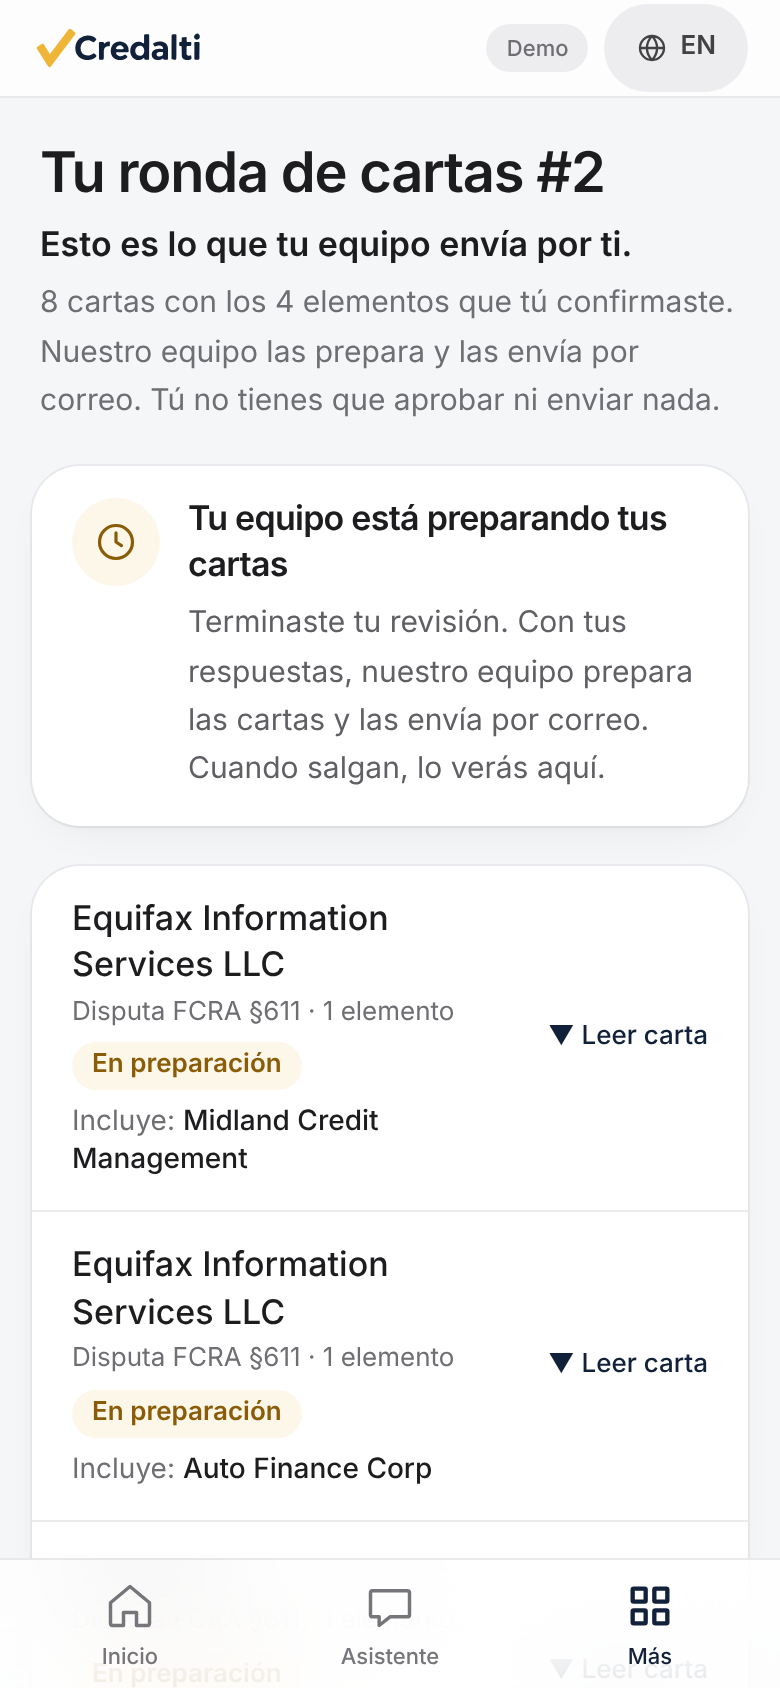 Credalti
Demo
EN
Tu ronda de cartas #2
Esto es lo que tu equipo envía por ti.
8 cartas con los 4 elementos que tú confirmaste.
Nuestro equipo las prepara y las envía por
correo. Tú no tienes que aprobar ni enviar nada.
Tu equipo está preparando tus
cartas
Terminaste tu revisión. Con tus
respuestas, nuestro equipo prepara
las cartas y las envía por correo.
Cuando salgan, lo verás aquí.
Equifax Information
Services LLC
Disputa FCRA §611 · 1 elemento
▼ Leer carta
En preparación
Incluye: Midland Credit
Management
Equifax Information
Services LLC
Disputa FCRA §611 · 1 elemento
▼ Leer carta
En preparación
Incluye: Auto Finance Corp
Inicio
Asistente
Más
En preparación
▼ Leer carta